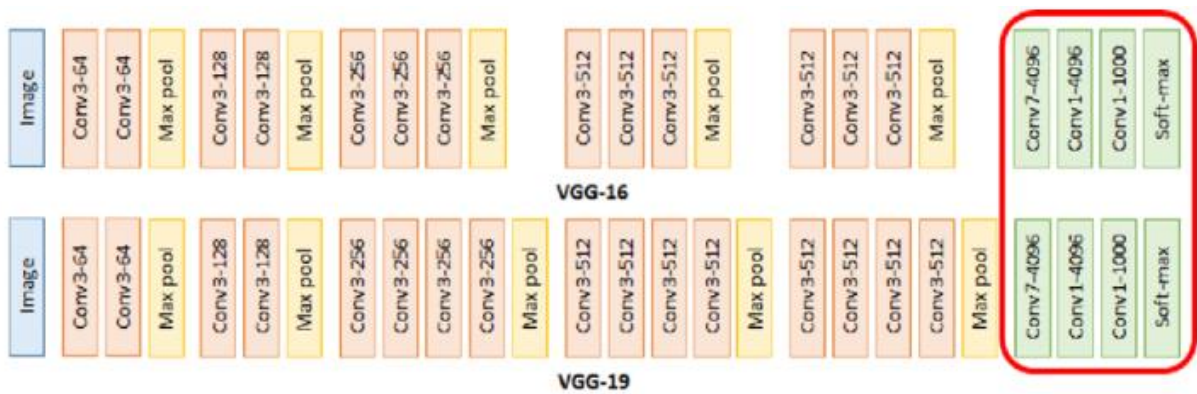 Image
Conv3-64
Conv3-64
Max pool
Conv3-128
Conv3-128
Max pool
Conv3-256
Conv3-256
Conv3-256
Max pool
Conv3-512
Conv3-512
Conv3-512
Max pool
Conv3-512
Conv3-512
Conv3-512
Max pool
Conv7-4096
Conv1-4096
Conv1-1000
Soft-max
VGG-16
Image
Conv3-64
Conv3-64
Max pool
Conv3-128
Conv3-128
Max pool
Conv3-256
Conv3-256
Conv3-256
Conv3-256
Max pool
Conv3-512
Conv3-512
Conv3-512
Conv3-512
Max pool
Conv3-512
Conv3-512
Conv3-512
Conv3-512
Max pool
Conv7-4096
Conv1-4096
Conv1-1000
Soft-max
VGG-19